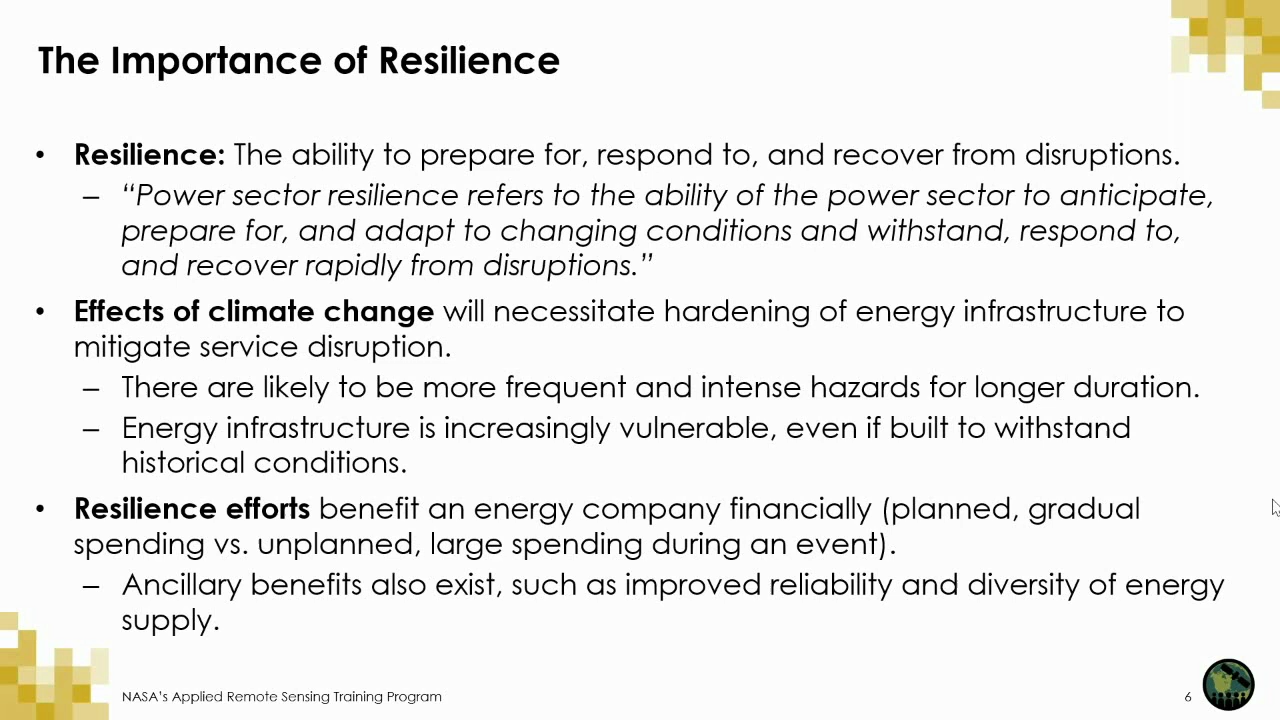 The Importance of Resilience
• Resilience: The ability to prepare for, respond to, and recover from disruptions.
– “Power sector resilience refers to the ability of the power sector to anticipate,
prepare for, and adapt to changing conditions and withstand, respond to,
and recover rapidly from disruptions.”
• Effects of climate change will necessitate hardening of energy infrastructure to
mitigate service disruption.
– There are likely to be more frequent and intense hazards for longer duration.
– Energy infrastructure is increasingly vulnerable, even if built to withstand
historical conditions.
• Resilience efforts benefit an energy company financially (planned, gradual
spending vs. unplanned, large spending during an event).
– Ancillary benefits also exist, such as improved reliability and diversity of energy
supply.
NASA’s Applied Remote Sensing Training Program
6